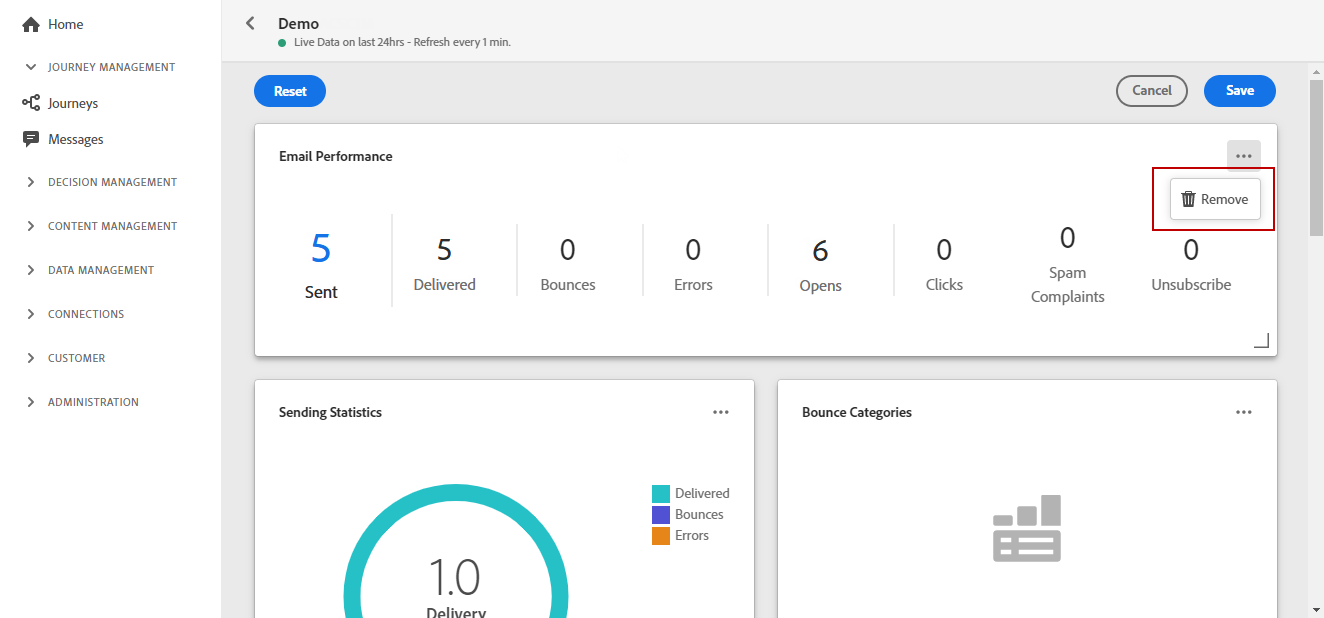 Home
JOURNEY MANAGEMENT
Journeys
Messages
DECISION MANAGEMENT
CONTENT MANAGEMENT
DATA MANAGEMENT
CONNECTIONS
CUSTOMER
ADMINISTRATION
Demo
Live Data on last 24hrs - Refresh every 1 min.
Reset
Cancel
Save
Email Performance
Remove
5
Sent
5
Delivered
0
Bounces
0
Errors
6
Opens
0
Clicks
0
Spam
Complaints
0
Unsubscribe
Sending Statistics
Delivered
Bounces
Errors
1.0
Delivery
Bounce Categories